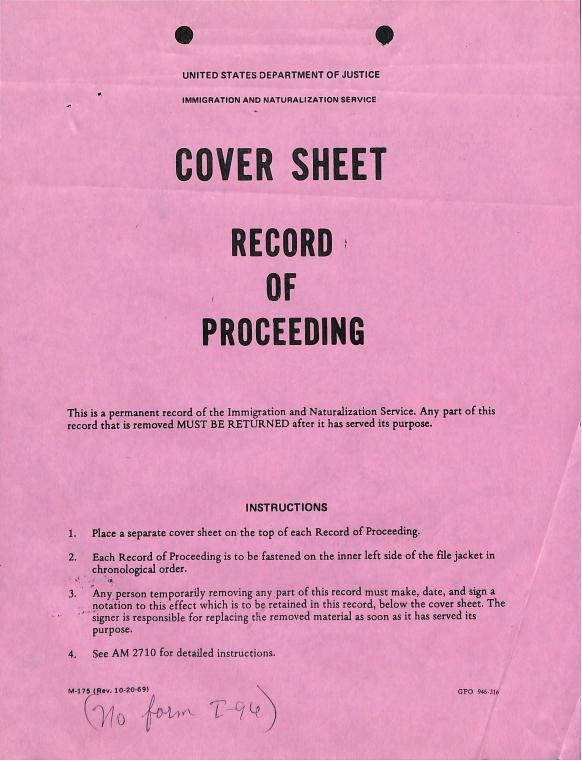 UNITED STATES DEPARTMENT OF JUSTICE
IMMIGRATION AND NATURALIZATION SERVICE
COVER SHEET
RECORD
OF
PROCEEDING
This is a permanent record of the Immigration and Naturalization Service. Any part of this
record that is removed MUST BE RETURNED after it has served its purpose.
INSTRUCTIONS
1. Place a separate cover sheet on the top of each Record of Proceeding.
2. Each Record of Proceeding is to be fastened on the inner left side of the file jacket in
chronological order.
3. Any person temporarily removing any part of this record must make, date, and sign a
notation to this effect which is to be retained in this record, below the cover sheet. The
signer is responsible for replacing the removed material as soon as it has served its
purpose.
4. See AM 2710 for detailed instructions.
M-175 (Rev. 10-20-69) GPO 946-316
(No form I-94)